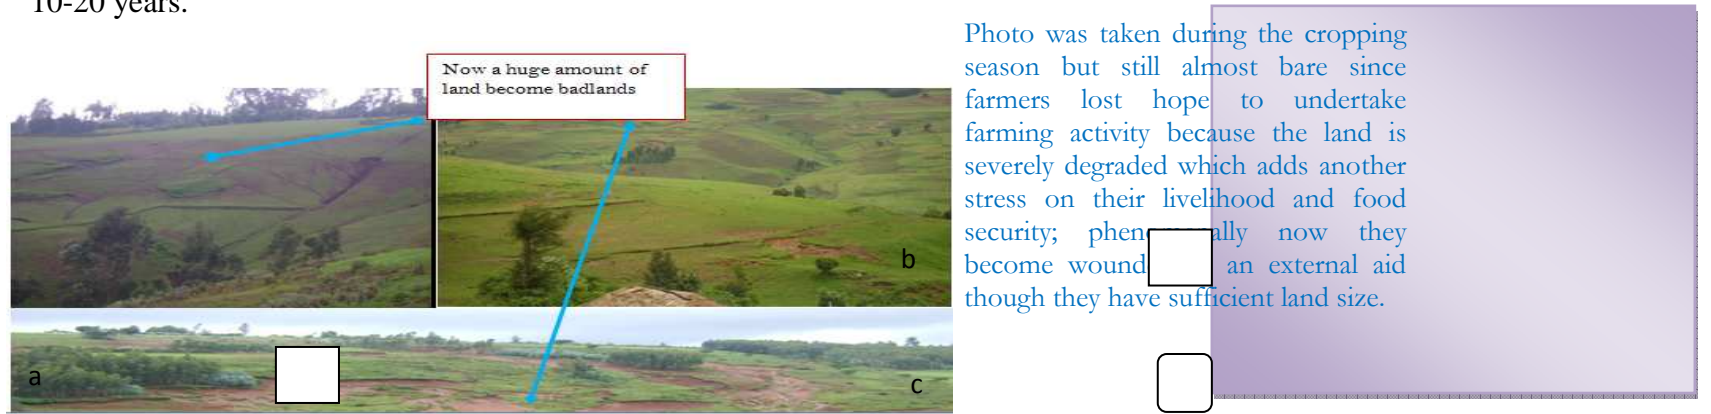 10-20 years.
Now a huge amount of
land become badlands
b
a
c
Photo was taken during the cropping
season but still almost bare since
farmers lost hope to undertake
farming activity because the land is
severely degraded which adds another
stress on their livelihood and food
security; now they
become an external aid
though they have sufficient land size.